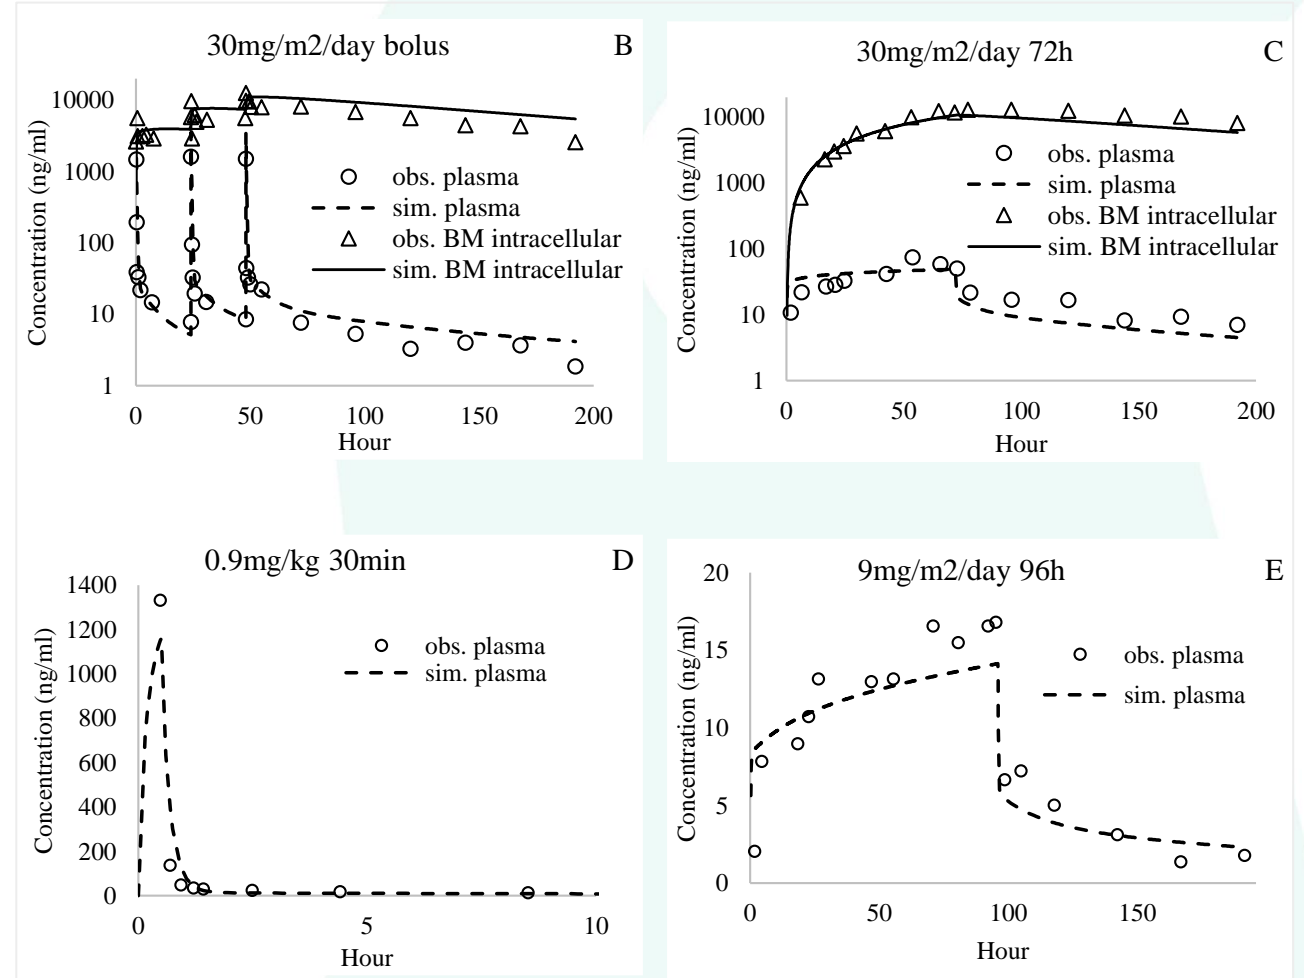 30mg/m2/day bolus
B
Concentration (ng/ml)
10000
1000
100
10
1
obs. plasma
sim. plasma
obs. BM intracellular
sim. BM intracellular
0 50 100 150 200
Hour
30mg/m2/day 72h
C
Concentration (ng/ml)
10000
1000
100
10
1
obs. plasma
sim. plasma
obs. BM intracellular
sim. BM intracellular
0 50 100 150 200
Hour
0.9mg/kg 30min
D
Concentration (ng/ml)
1400
1200
1000
800
600
400
200
0
obs. plasma
sim. plasma
0 5 10
Hour
9mg/m2/day 96h
E
Concentration (ng/ml)
20
15
10
5
0
obs. plasma
sim. plasma
0 50 100 150
Hour